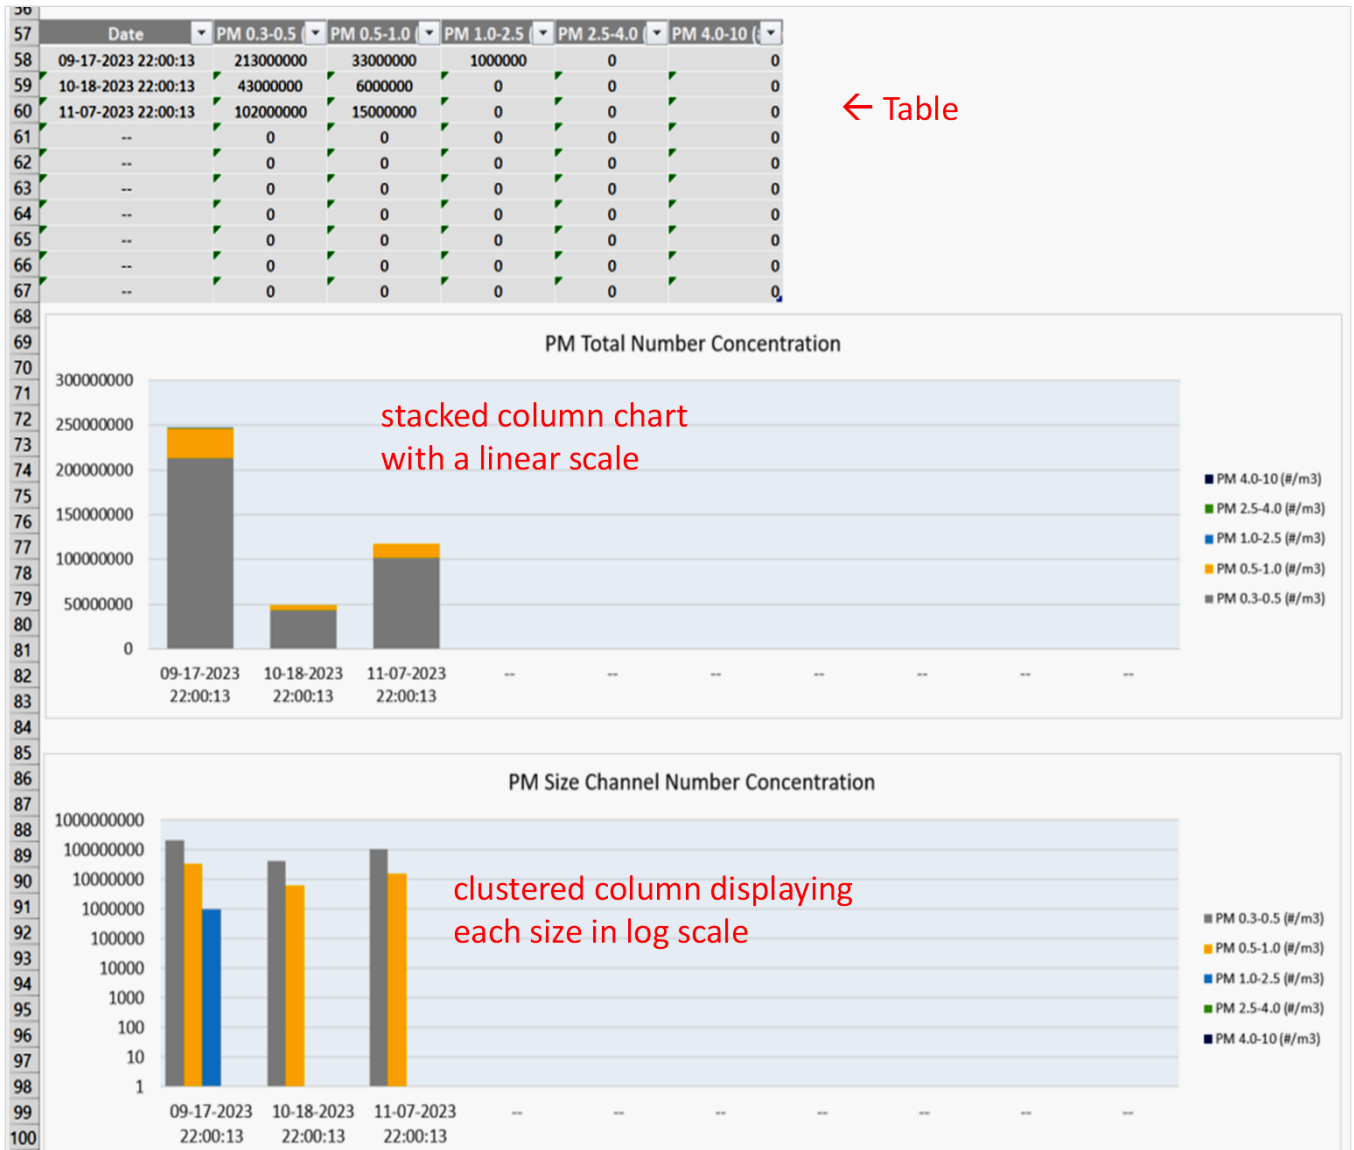 56
57 Date PM 0.3-0.5 ( PM 0.5-1.0 ( PM 1.0-2.5 ( PM 2.5-4.0 ( PM 4.0-10 (
58 09-17-2023 22:00:13 213000000 33000000 1000000 0 0
59 10-18-2023 22:00:13 43000000 6000000 0 0 0
60 11-07-2023 22:00:13 102000000 15000000 0 0 0
← Table
61 -- 0 0 0 0 0
62 -- 0 0 0 0 0
63 -- 0 0 0 0 0
64 -- 0 0 0 0 0
65 -- 0 0 0 0 0
66 -- 0 0 0 0 0
67 -- 0 0 0 0 0
68
69
70
71
72
73
74
75
76
77
78
79
80
81
82
83
84
85
86
87
88
89
90
91
92
93
94
95
96
97
98
99
100
PM Total Number Concentration
300000000
250000000
200000000
150000000
100000000
50000000
0
stacked column chart
with a linear scale
PM 4.0-10 (#/m3)
PM 2.5-4.0 (#/m3)
PM 1.0-2.5 (#/m3)
PM 0.5-1.0 (#/m3)
PM 0.3-0.5 (#/m3)
09-17-2023 10-18-2023 11-07-2023 -- -- -- -- -- -- --
22:00:13 22:00:13 22:00:13
PM Size Channel Number Concentration
1000000000
100000000
10000000
1000000
100000
10000
1000
100
10
1
clustered column displaying
each size in log scale
PM 0.3-0.5 (#/m3)
PM 0.5-1.0 (#/m3)
PM 1.0-2.5 (#/m3)
PM 2.5-4.0 (#/m3)
PM 4.0-10 (#/m3)
09-17-2023 10-18-2023 11-07-2023 -- -- -- -- -- -- --
22:00:13 22:00:13 22:00:13